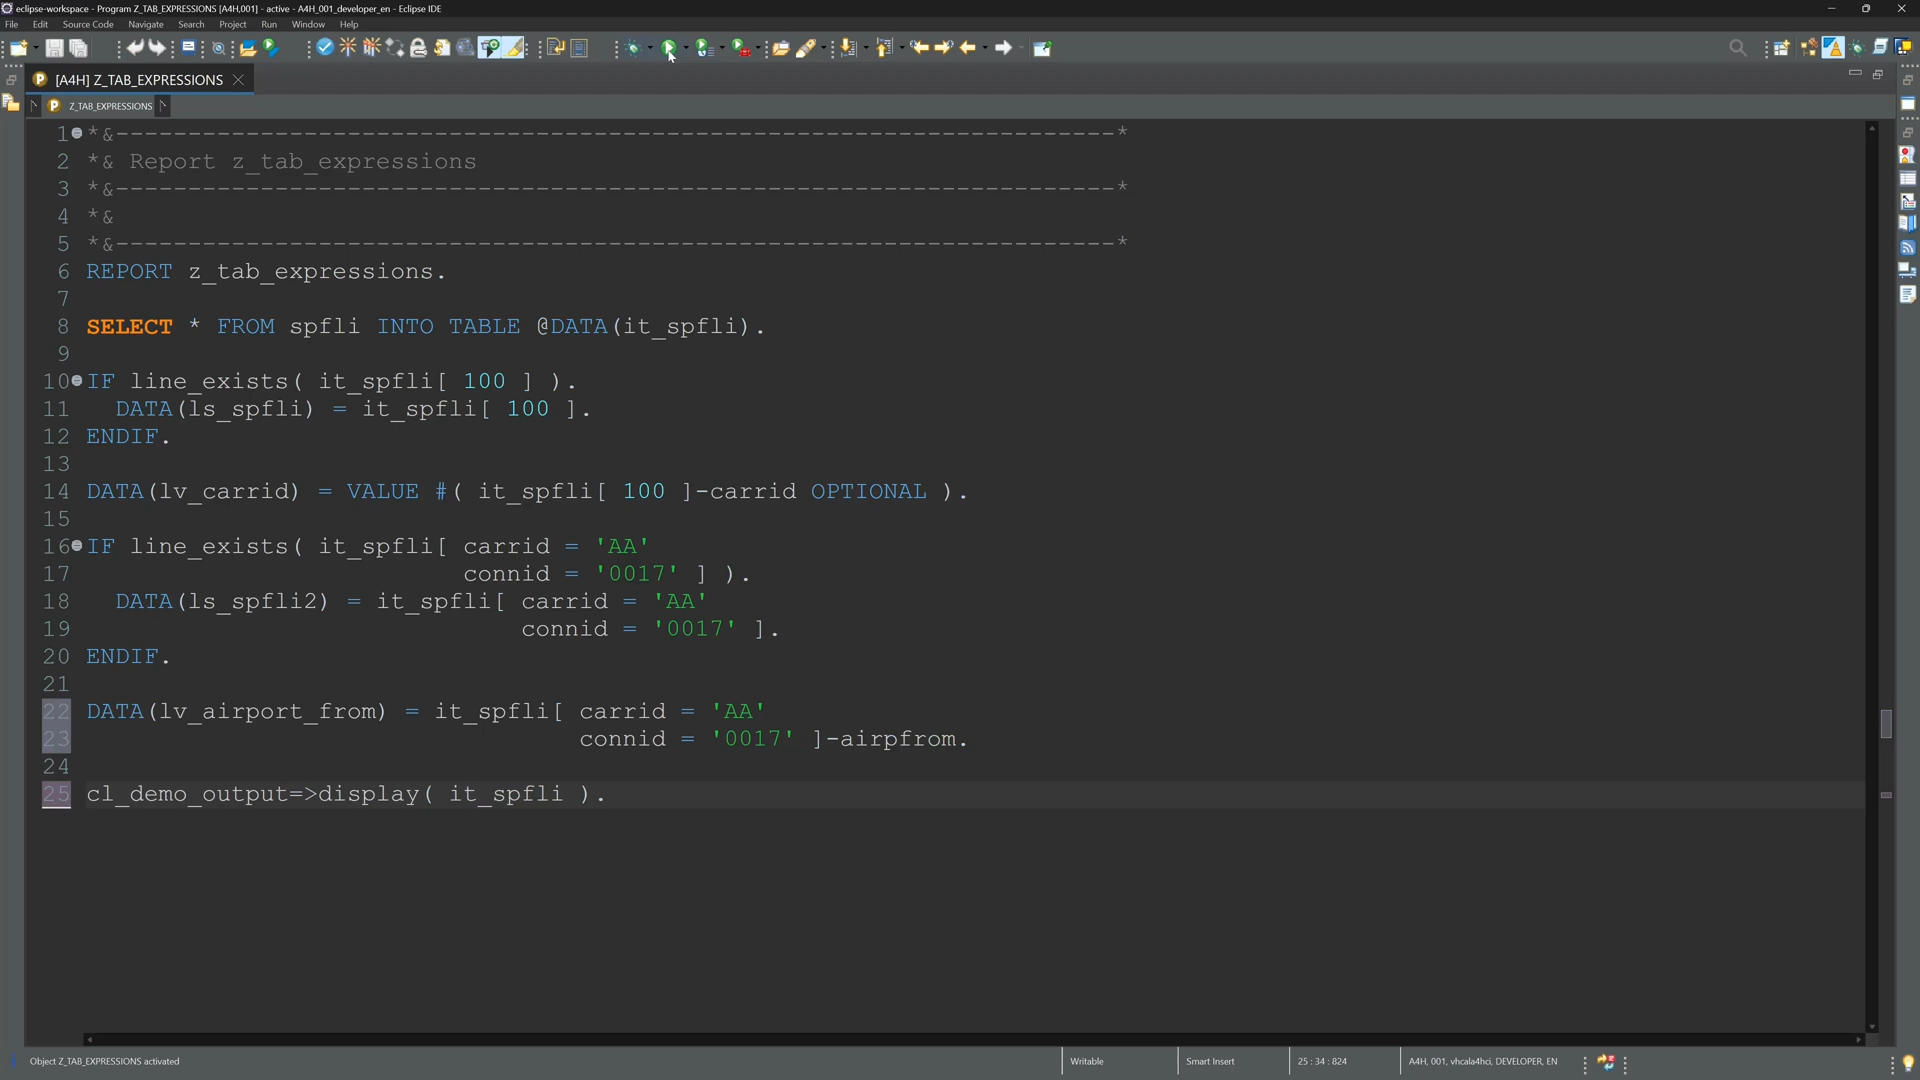 eclipse-workspace - Program Z_TAB_EXPRESSIONS [A4H,001] - active - A4H_001_developer_en - Eclipse IDE
File Edit Source Code Navigate Search Project Run Window Help
[A4H] Z_TAB_EXPRESSIONS
Z_TAB_EXPRESSIONS
1 *&---------------------------------------------------------------------*
2 *& Report z_tab_expressions
3 *&---------------------------------------------------------------------*
4 *&
5 *&---------------------------------------------------------------------*
6 REPORT z_tab_expressions.
7
8 SELECT * FROM spfli INTO TABLE @DATA(it_spfli).
9
10 IF line_exists( it_spfli[ 100 ] ).
11   DATA(ls_spfli) = it_spfli[ 100 ].
12 ENDIF.
13
14 DATA(lv_carrid) = VALUE #( it_spfli[ 100 ]-carrid OPTIONAL ).
15
16 IF line_exists( it_spfli[ carrid = 'AA'
17                           connid = '0017' ] ).
18   DATA(ls_spfli2) = it_spfli[ carrid = 'AA'
19                               connid = '0017' ].
20 ENDIF.
21
22 DATA(lv_airport_from) = it_spfli[ carrid = 'AA'
23                                   connid = '0017' ]-airpfrom.
24
25 cl_demo_output=>display( it_spfli ).
Object Z_TAB_EXPRESSIONS activated
Writable
Smart Insert
25 : 34 : 824
A4H, 001, vhcala4hci, DEVELOPER, EN